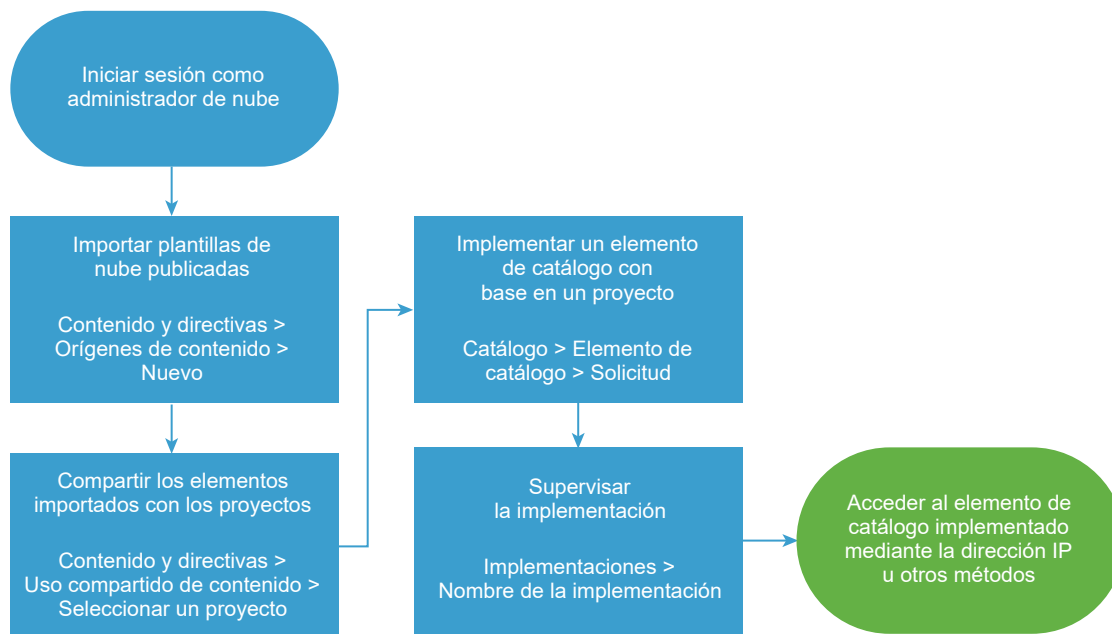 Iniciar sesión como
administrador de nube
Importar plantillas de
nube publicadas
Contenido y directivas >
Orígenes de contenido >
Nuevo
Compartir los elementos
importados con los proyectos
Contenido y directivas >
Uso compartido de contenido >
Seleccionar un proyecto
Implementar un elemento
de catálogo con
base en un proyecto
Catálogo > Elemento de
catálogo > Solicitud
Supervisar
la implementación
Implementaciones >
Nombre de la implementación
Acceder al elemento de
catálogo implementado
mediante la dirección IP
u otros métodos